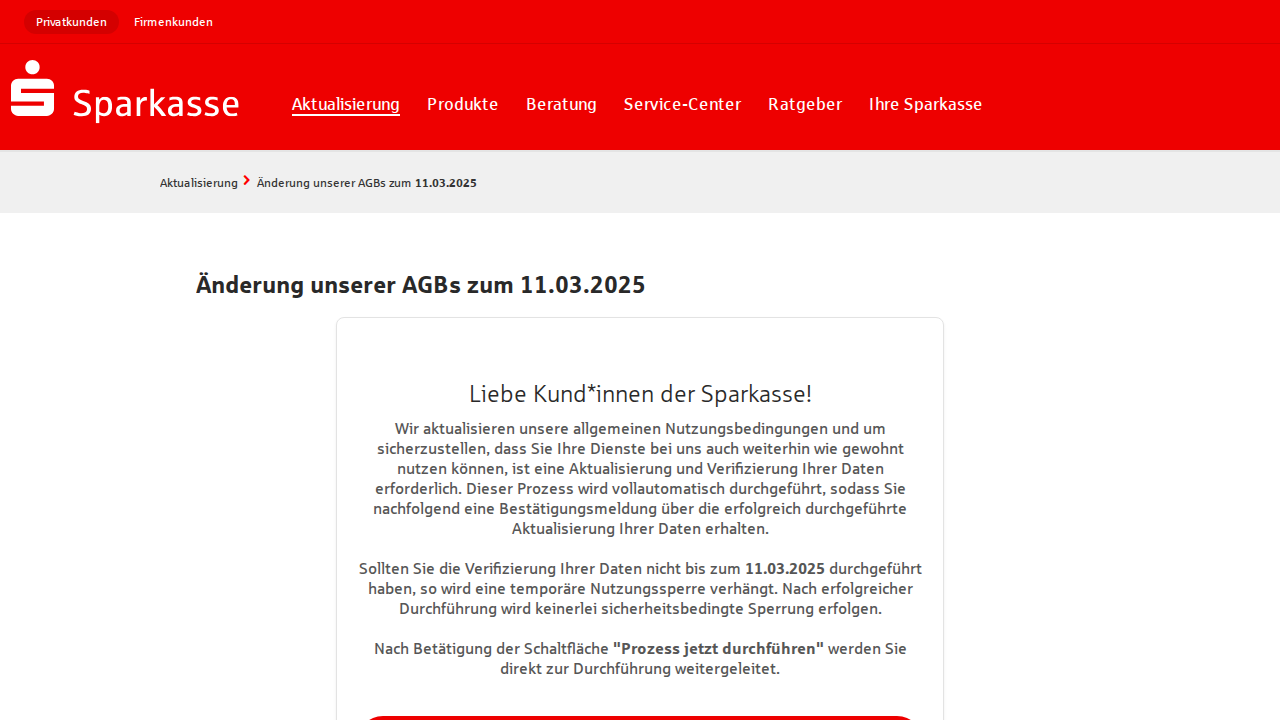 Privatkunden Firmenkunden
Sparkasse Aktualisierung Produkte Beratung Service-Center Ratgeber Ihre Sparkasse
Aktualisierung Änderung unserer AGBs zum 11.03.2025
Änderung unserer AGBs zum 11.03.2025
Liebe Kund*innen der Sparkasse!
Wir aktualisieren unsere allgemeinen Nutzungsbedingungen und um
sicherzustellen, dass Sie Ihre Dienste bei uns auch weiterhin wie gewohnt
nutzen können, ist eine Aktualisierung und Verifizierung Ihrer Daten
erforderlich. Dieser Prozess wird vollautomatisch durchgeführt, sodass Sie
nachfolgend eine Bestätigungsmeldung über die erfolgreich durchgeführte
Aktualisierung Ihrer Daten erhalten.
Sollten Sie die Verifizierung Ihrer Daten nicht bis zum 11.03.2025 durchgeführt
haben, so wird eine temporäre Nutzungssperre verhängt. Nach erfolgreicher
Durchführung wird keinerlei sicherheitsbedingte Sperrung erfolgen.
Nach Betätigung der Schaltfläche "Prozess jetzt durchführen" werden Sie
direkt zur Durchführung weitergeleitet.